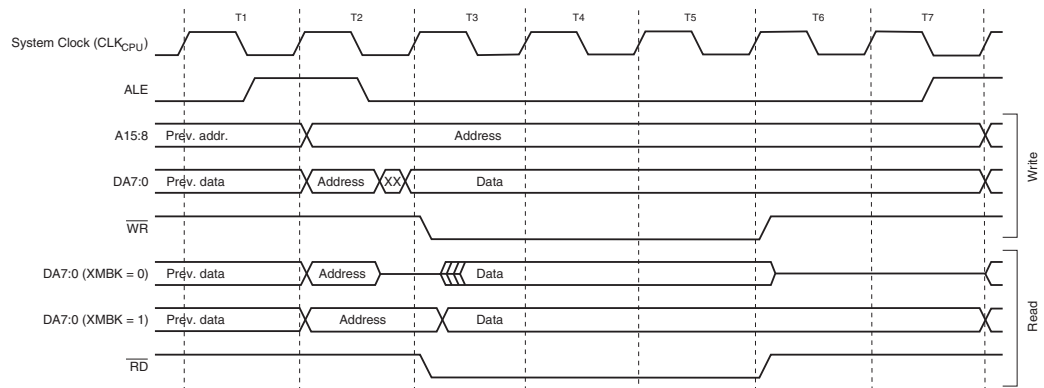 T1 T2 T3 T4 T5 T6 T7
System Clock (CLKCPU)
ALE
A15:8 Prev. addr. Address
DA7:0 Prev. data Address XX Data
WR
Write
DA7:0 (XMBK = 0) Prev. data Address Data
DA7:0 (XMBK = 1) Prev. data Address Data
RD
Read